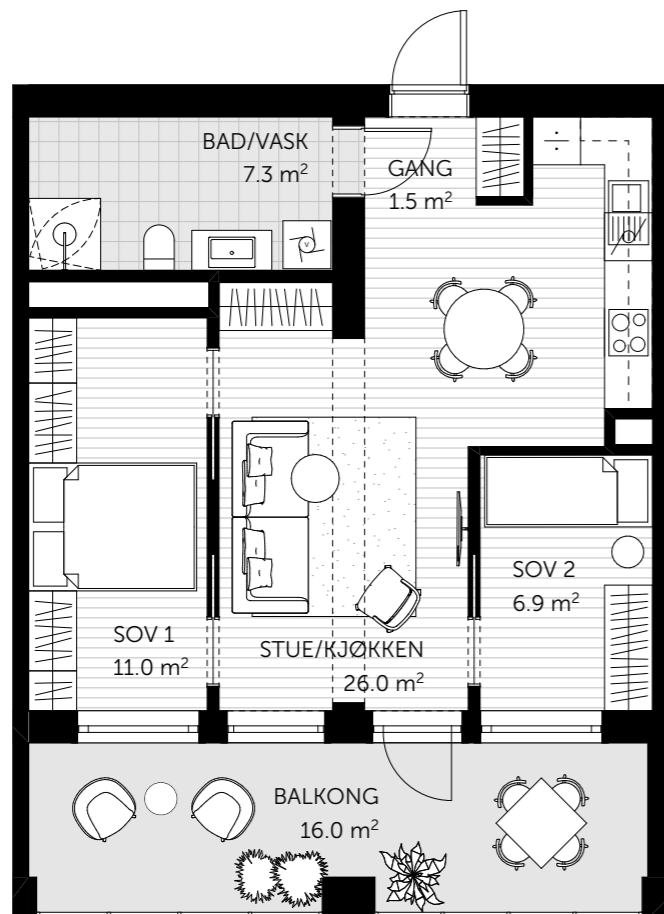 BAD/VASK
7.3 m²
GANG
1.5 m²
V
SOV 2
6.9 m²
SOV 1
11.0 m²
STUE/KJØKKEN
26.0 m²
BALKONG
16.0 m²